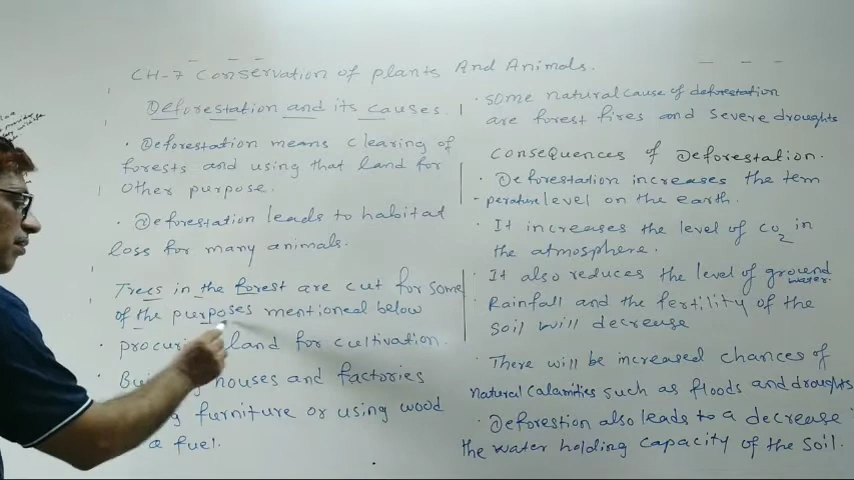 CH-7 Conservation of plants And Animals.
Deforestation and its causes.
· Deforestation means clearing of
forests and using that land for
other purpose.
· Deforestation leads to habitat
loss for many animals.
Trees in the forest are cut for some
of the purposes mentioned below
· procuri land for cultivation.
· Bui houses and factories
furniture or using wood
a fuel.
· some natural cause of deforestation
are forest fires and severe droughts
Consequences of Deforestation.
· Deforestation increases the tem
-perature level on the earth.
· It increases the level of CO2 in
the atmosphere.
· It also reduces the level of ground water.
· Rainfall and the fertility of the
soil will decrease
· There will be increased chances of
natural calamities such as floods and droughts
· Deforestion also leads to a decrease
the water holding capacity of the soil.